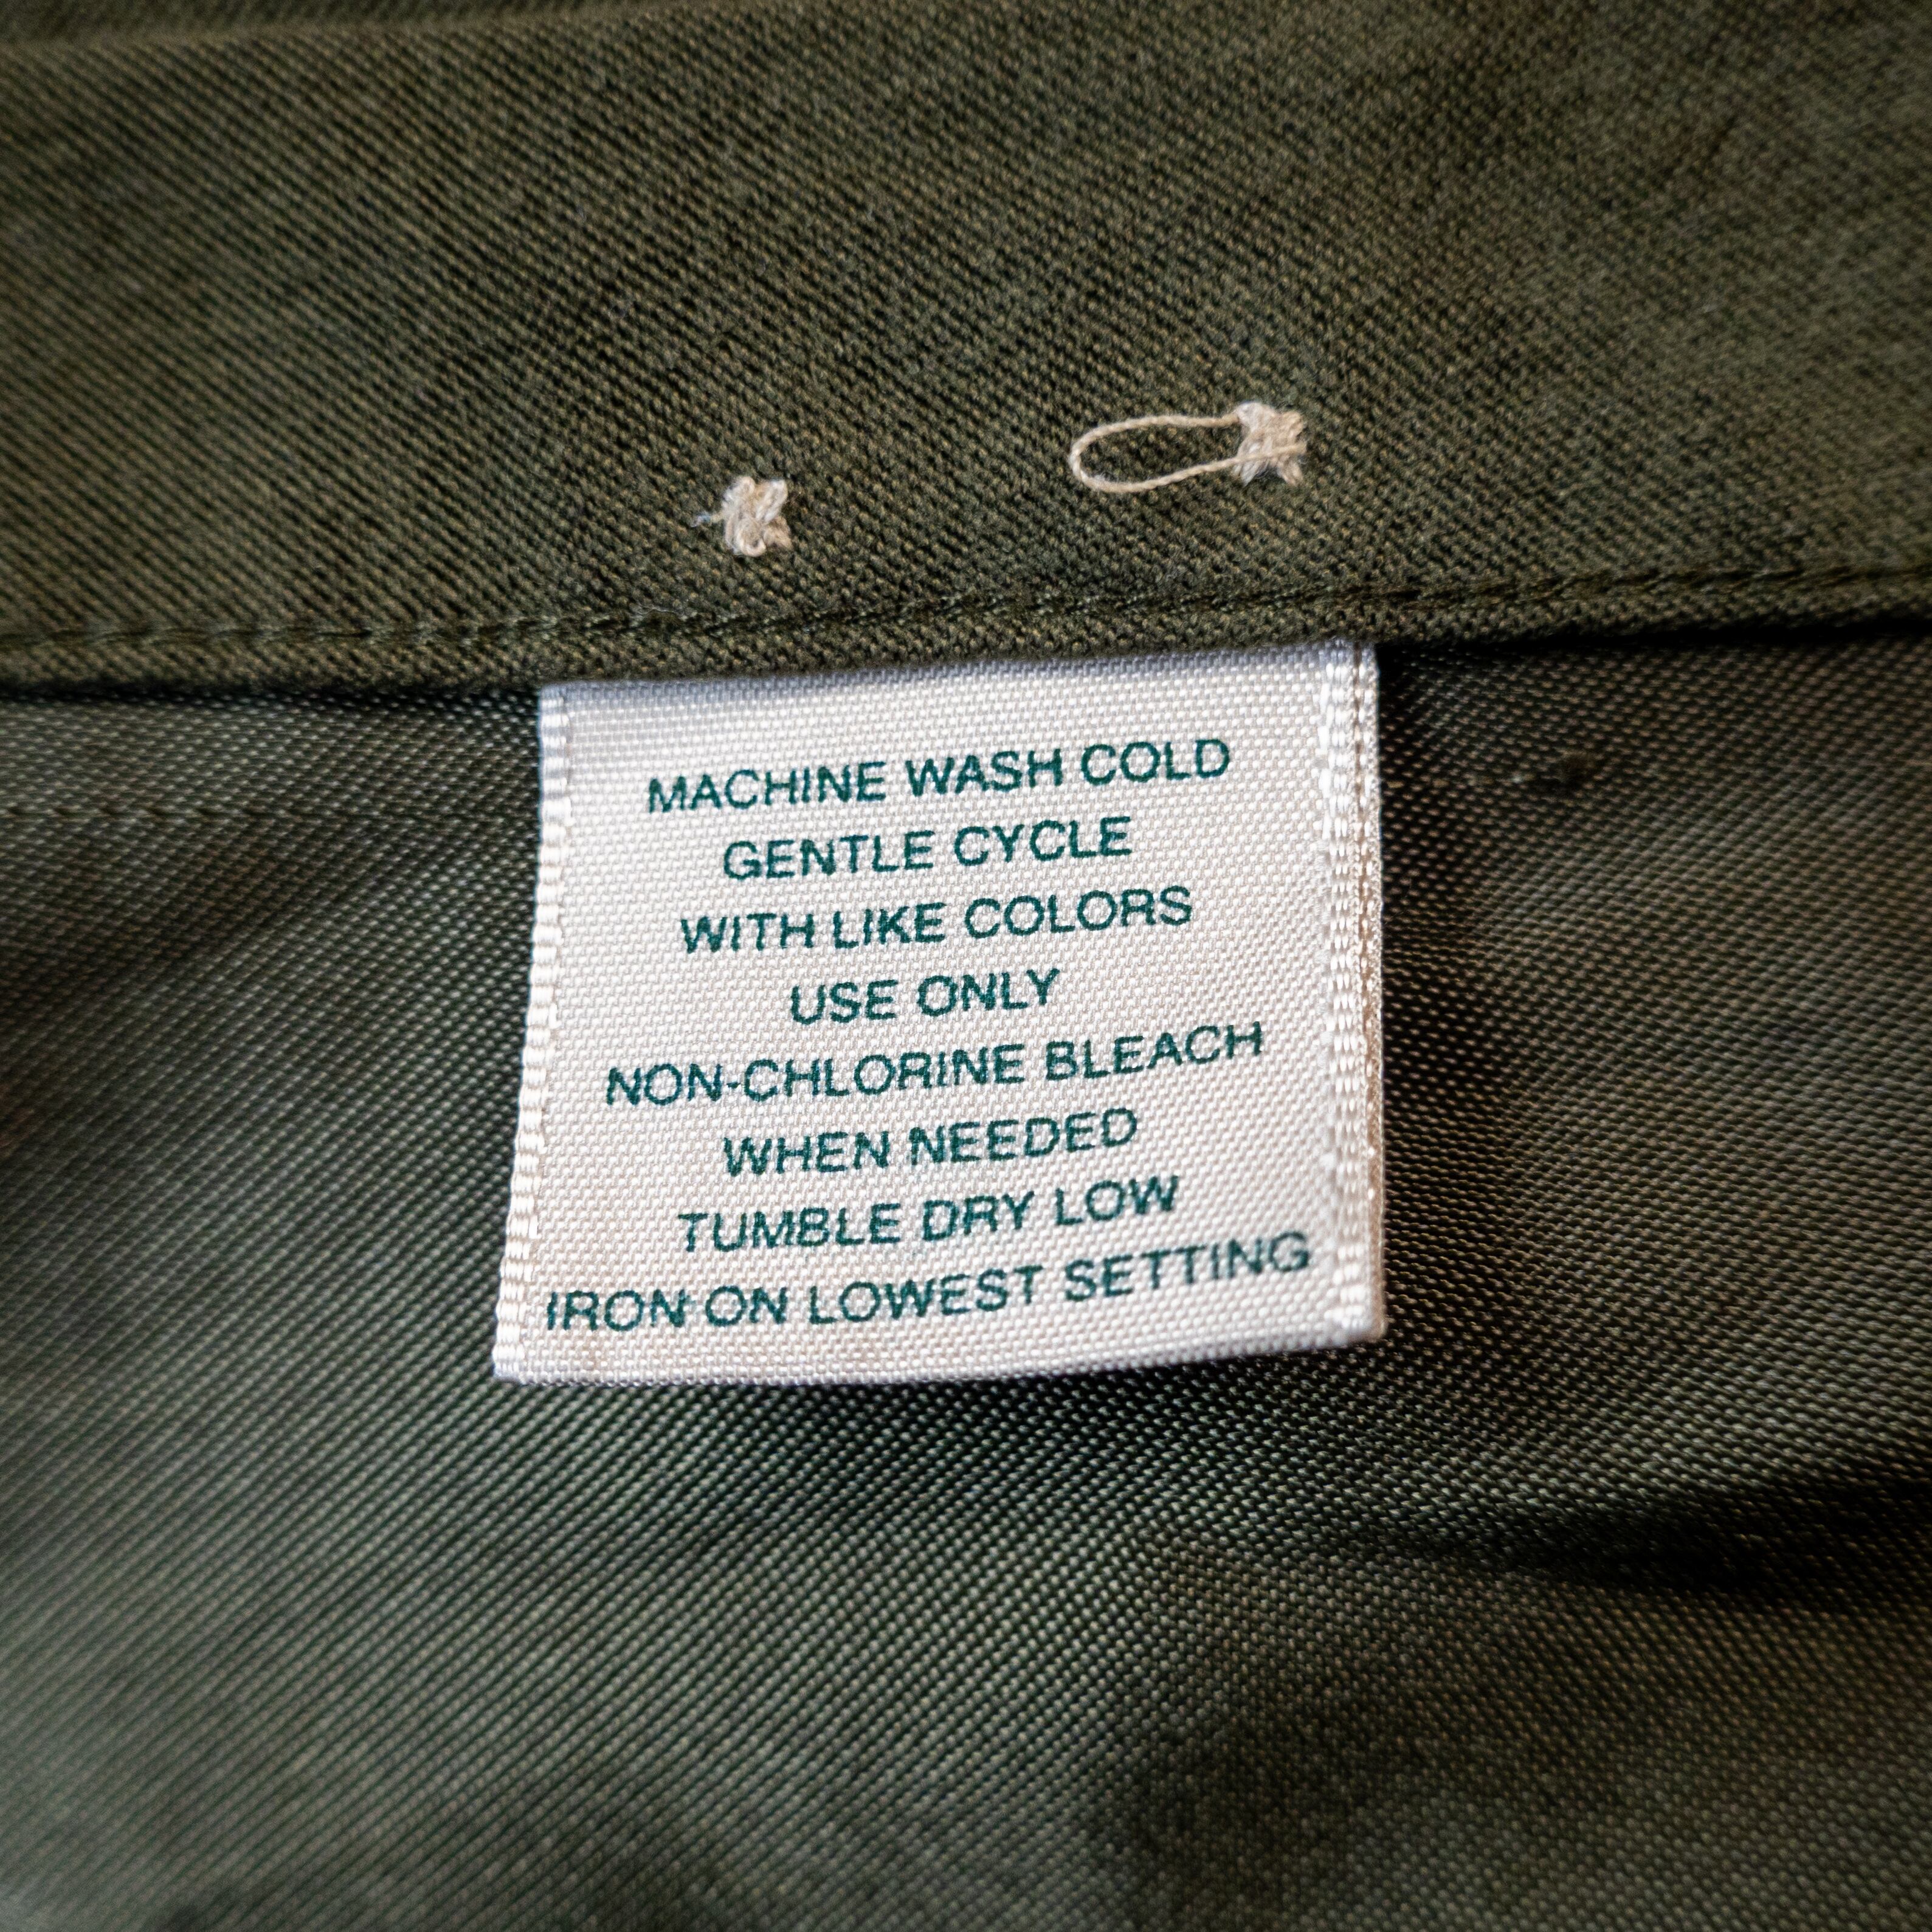 MACHINE WASH COLD
GENTLE CYCLE
WITH LIKE COLORS
USE ONLY
NON-CHLORINE BLEACH
WHEN NEEDED
TUMBLE DRY LOW
IRON ON LOWEST SETTING